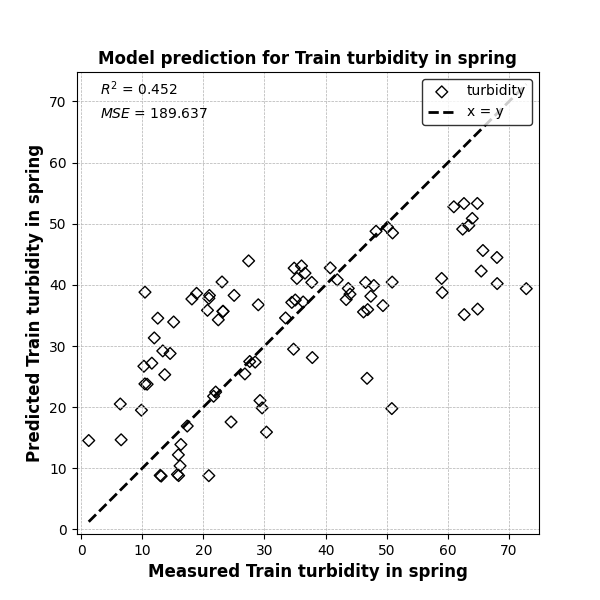 Model prediction for Train turbidity in spring
R² = 0.452
MSE = 189.637
turbidity
x = y
Predicted Train turbidity in spring
70
60
50
40
30
20
10
0
0 10 20 30 40 50 60 70
Measured Train turbidity in spring